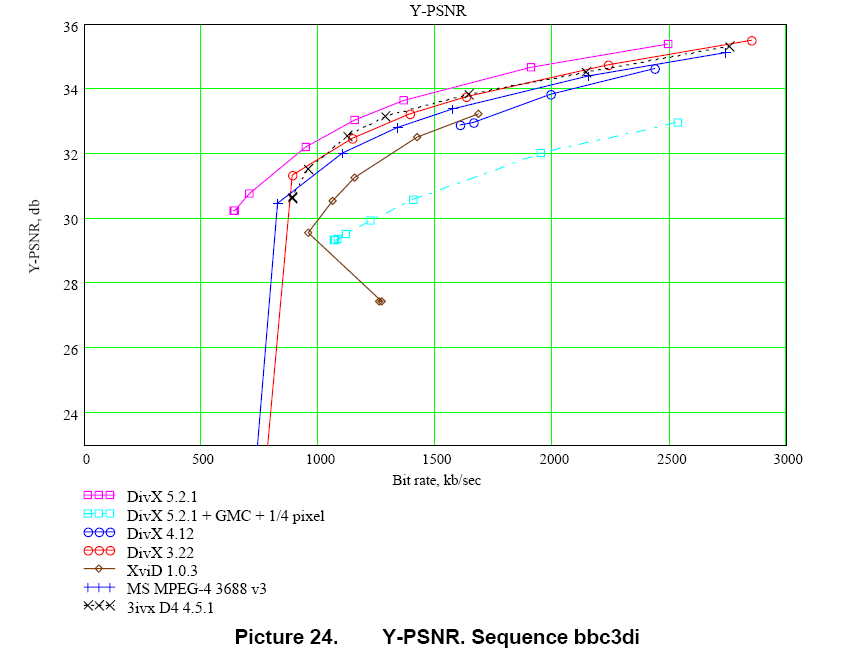 Y-PSNR
36
34
32
30
28
26
24
Y-PSNR, db
0 500 1000 1500 2000 2500 3000
Bit rate, kb/sec
DivX 5.2.1
DivX 5.2.1 + GMC + 1/4 pixel
DivX 4.12
DivX 3.22
XviD 1.0.3
MS MPEG-4 3688 v3
3ivx D4 4.5.1
Picture 24. Y-PSNR. Sequence bbc3di